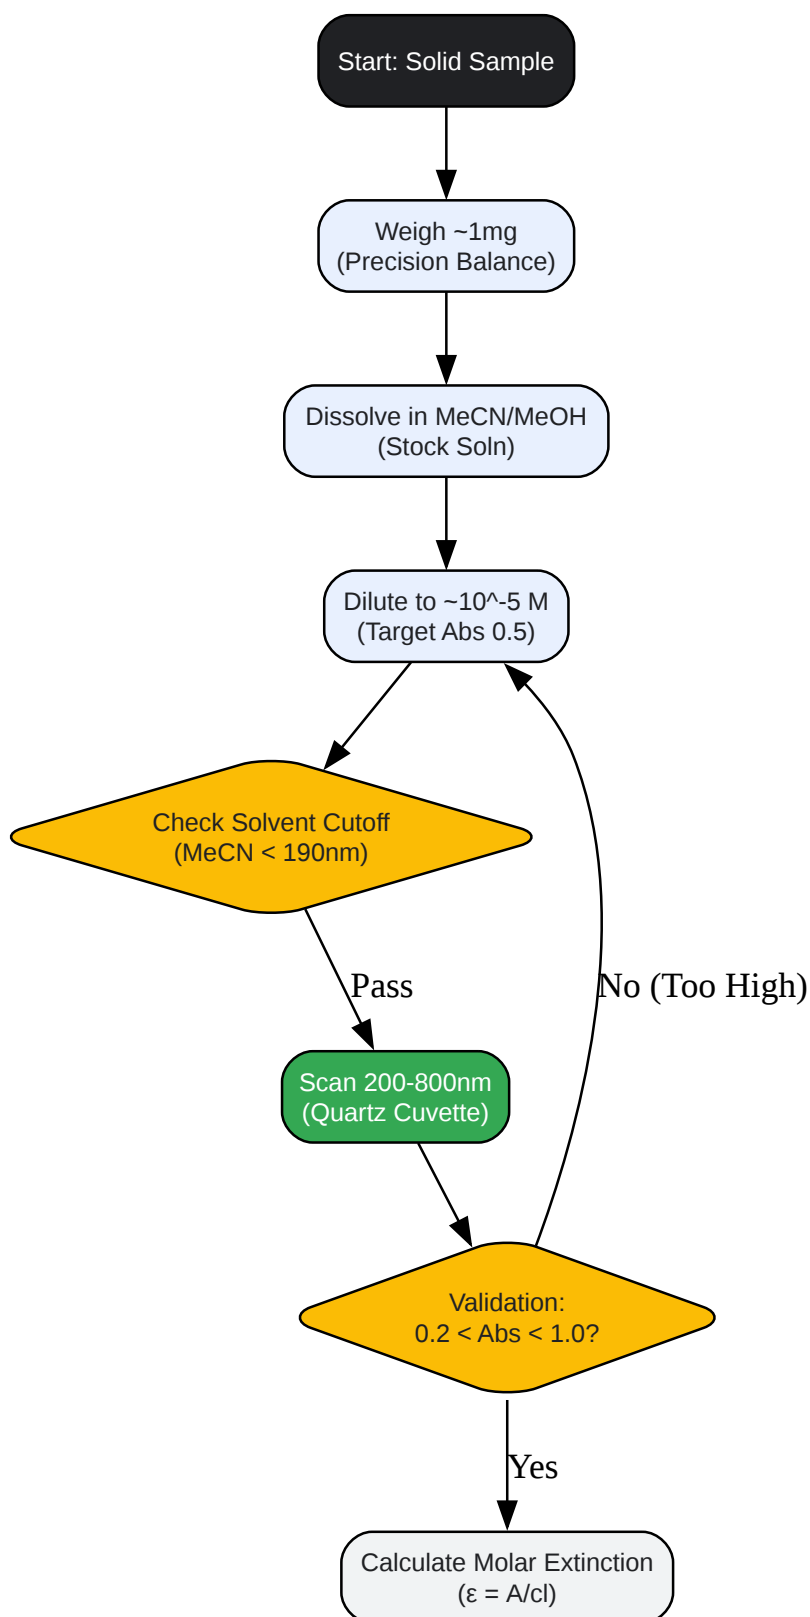 Start: Solid Sample
Weigh ~1mg
(Precision Balance)
Dissolve in MeCN/MeOH
(Stock Soln)
Dilute to ~10^-5 M
(Target Abs 0.5)
Check Solvent Cutoff
(MeCN < 190nm)
Pass
No (Too High)
Scan 200-800nm
(Quartz Cuvette)
Validation:
0.2 < Abs < 1.0?
Yes
Calculate Molar Extinction
(ε = A/cl)